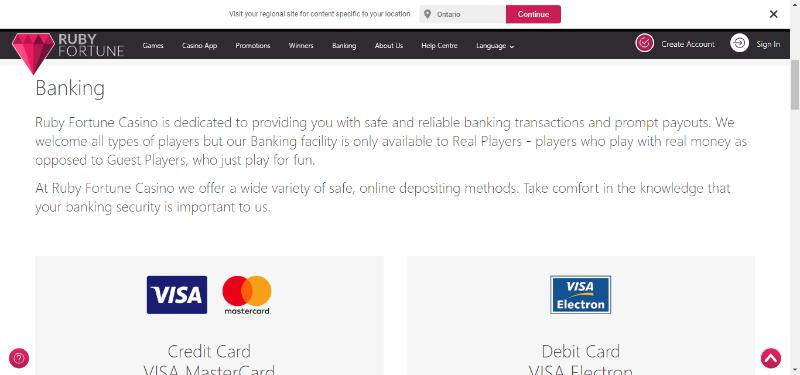 Visit your regional site for content specific to your location
Ontario
Continue
RUBY
FORTUNE
Games
Casino App
Promotions
Winners
Banking
About Us
Help Centre
Language
Create Account
Sign In
Banking
Ruby Fortune Casino is dedicated to providing you with safe and reliable banking transactions and prompt payouts. We
welcome all types of players but our Banking facility is only available to Real Players - players who play with real money as
opposed to Guest Players, who just play for fun.
At Ruby Fortune Casino we offer a wide variety of safe, online depositing methods. Take comfort in the knowledge that
your banking security is important to us.
VISA
mastercard.
Credit Card
VISA MasterCard
VISA
Electron
Debit Card
VISA Electron